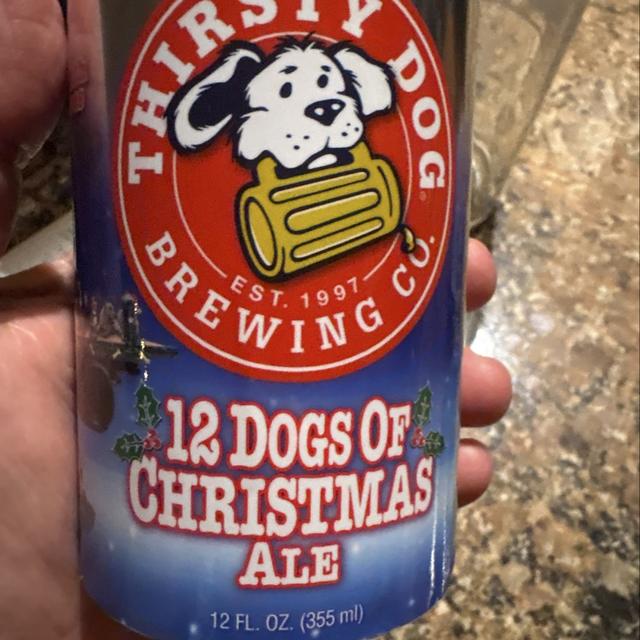 THIRSTY DOG
BREWING CO.
EST. 1997
12 DOGS OF
CHRISTMAS
ALE
12 FL. OZ. (355 ml)